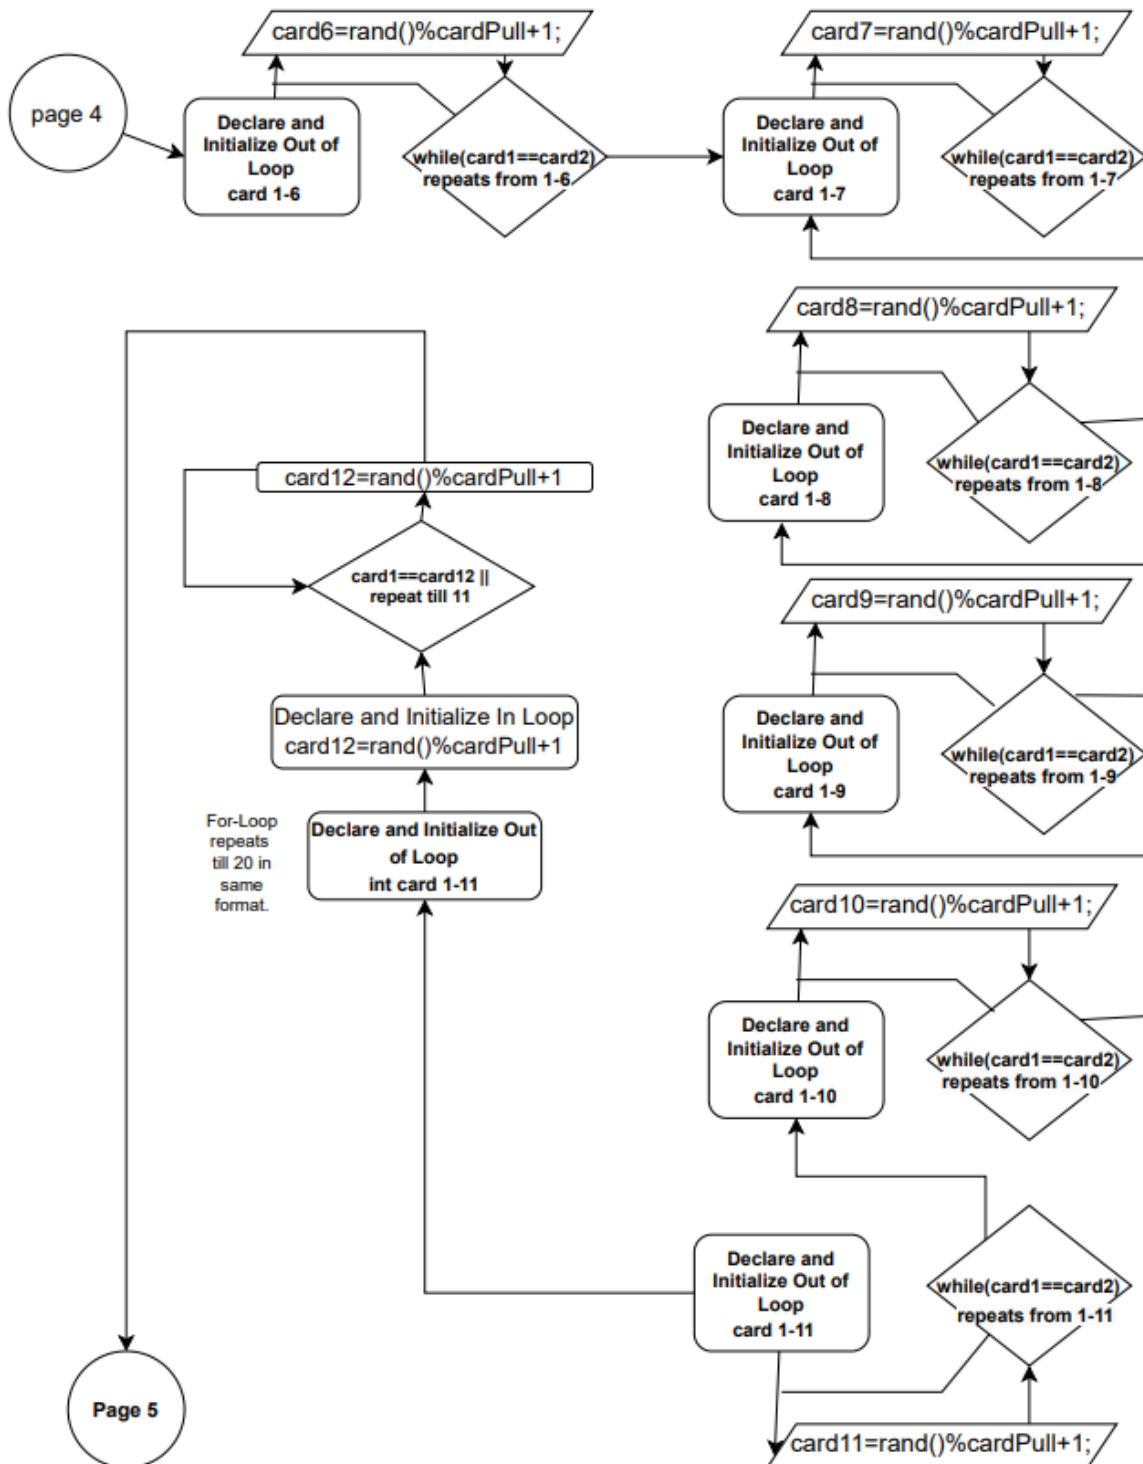 card6=rand()%cardPull+1;
card7=rand()%cardPull+1;
page 4
Declare and
Initialize Out of
Loop
card 1-6
while(card1==card2)
repeats from 1-6
Declare and
Initialize Out of
Loop
card 1-7
while(card1==card2)
repeats from 1-7
card8=rand()%cardPull+1;
Declare and
Initialize Out of
Loop
card 1-8
while(card1==card2)
repeats from 1-8
card12=rand()%cardPull+1
card1==card12 ||
repeat till 11
card9=rand()%cardPull+1;
Declare and Initialize In Loop
card12=rand()%cardPull+1
Declare and
Initialize Out of
Loop
card 1-9
while(card1==card2)
repeats from 1-9
For-Loop
repeats
till 20 in
same
format.
Declare and Initialize Out
of Loop
int card 1-11
card10=rand()%cardPull+1;
Declare and
Initialize Out of
Loop
card 1-10
while(card1==card2)
repeats from 1-10
Declare and
Initialize Out of
Loop
card 1-11
while(card1==card2)
repeats from 1-11
Page 5
card11=rand()%cardPull+1;